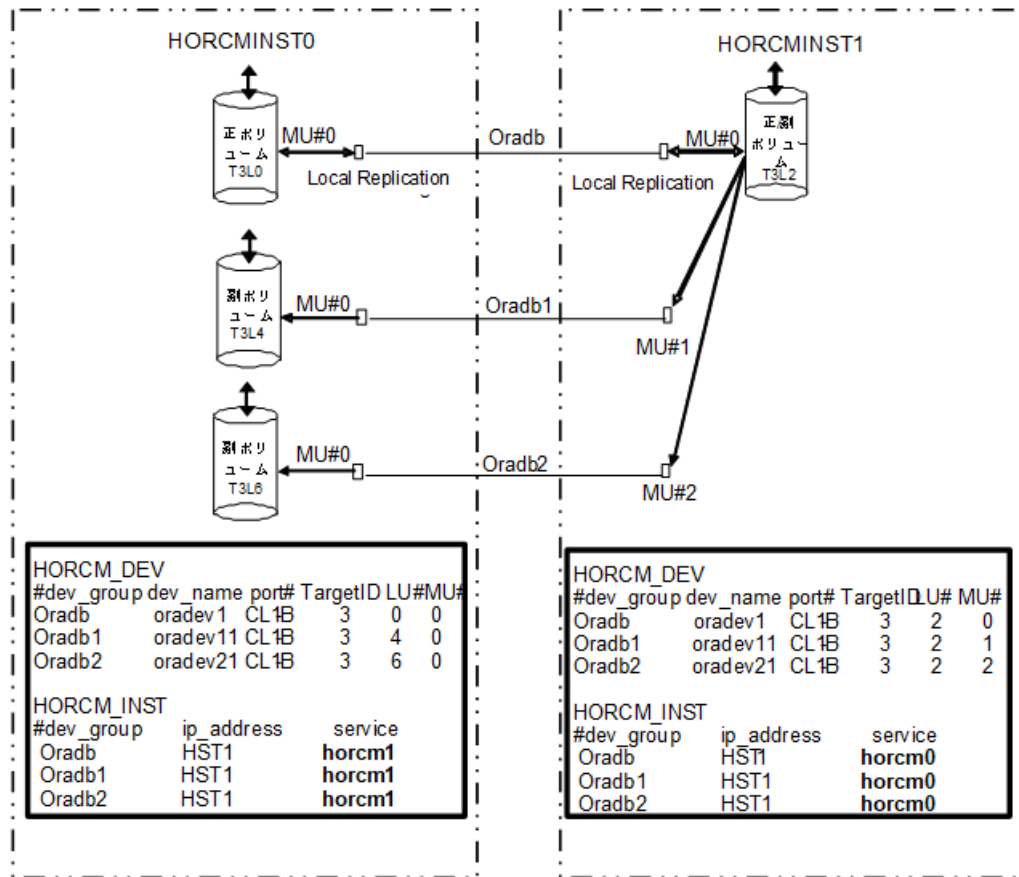 HORCMINST0
正ボリ
ューム
T3L0
MU#0
Local Replication
副ボリ
ューム
T3L4
MU#0
副ボリ
ューム
T3L6
MU#0
Oradb
Oradb1
Oradb2
HORCMINST1
MU#0
正/副
ボリュー
ム
T3L2
Local Replication
MU#1
MU#2
HORCM_DEV
#dev_group dev_name port# TargetID LU#MU#
Oradb oradev1 CL1-B 3 0 0
Oradb1 oradev11 CL1-B 3 4 0
Oradb2 oradev21 CL1-B 3 6 0
HORCM_INST
#dev_group ip_address service
Oradb HST1 horcm1
Oradb1 HST1 horcm1
Oradb2 HST1 horcm1
HORCM_DEV
#dev_group dev_name port# TargetID LU# MU#
Oradb oradev1 CL1-B 3 2 0
Oradb1 oradev11 CL1-B 3 2 1
Oradb2 oradev21 CL1-B 3 2 2
HORCM_INST
#dev_group ip_address service
Oradb HST1 horcm0
Oradb1 HST1 horcm0
Oradb2 HST1 horcm0